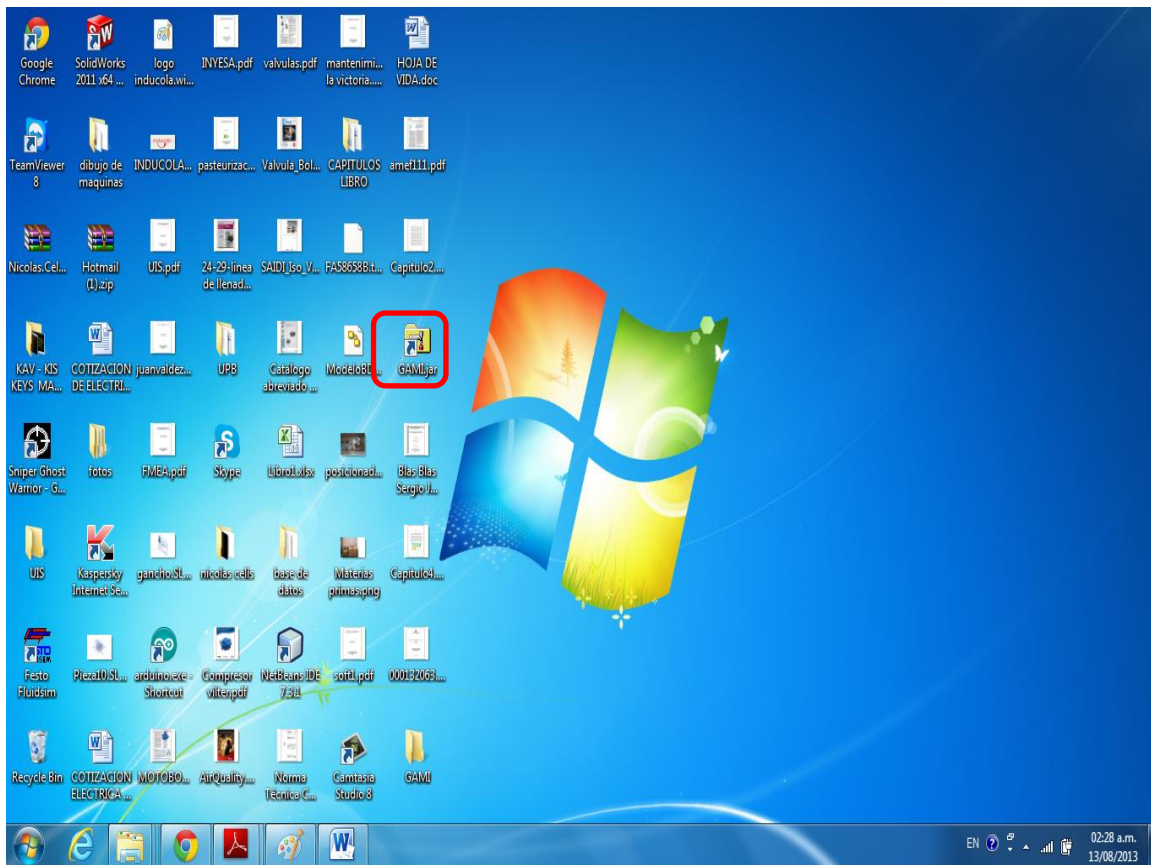 Google
Chrome
SolidWorks
2011 x64 ...
logo
inducola.wi...
INYESA.pdf
valvulas.pdf
mantenimi...
la victoria.....
HOJA DE
VIDA.doc
TeamViewer
8
dibujo de
maquinas
INDUCOLA...
pasteurizac...
Valvula_Bol...
CAPITULOS
LIBRO
amef111.pdf
Nicolas.Cel...
Hotmail
(1).zip
UIS.pdf
24-29-linea
de llenad...
SAIDI_Iso_V...
FA58658B.t...
Capitulo2....
KAV - KIS
KEYS MA...
COTIZACION
DE ELECTRI...
juanvaldez...
UPB
Catálogo
abreviado ...
ModeloBD...
GAMI.jar
Sniper Ghost
Warrior - G...
fotos
FMEA.pdf
Skype
Libro1.xlsx
posicionad...
Blas Blas
Sergio J...
UIS
Kaspersky
Internet Se...
gancho.SL...
nicolas celis
base de
datos
Materias
primas.png
Capitulo4....
Festo
Fluidsim
Pieza10.SL...
arduino.exe -
Shortcut
Compresor
vilter.pdf
NetBeans IDE
7.3.1
soft1.pdf
000132063....
Recycle Bin
COTIZACION
ELECTRICA ...
MOTOBO...
AirQuality....
Norma
Técnica C...
Camtasia
Studio 8
GAMI
EN
02:28 a.m.
13/08/2013